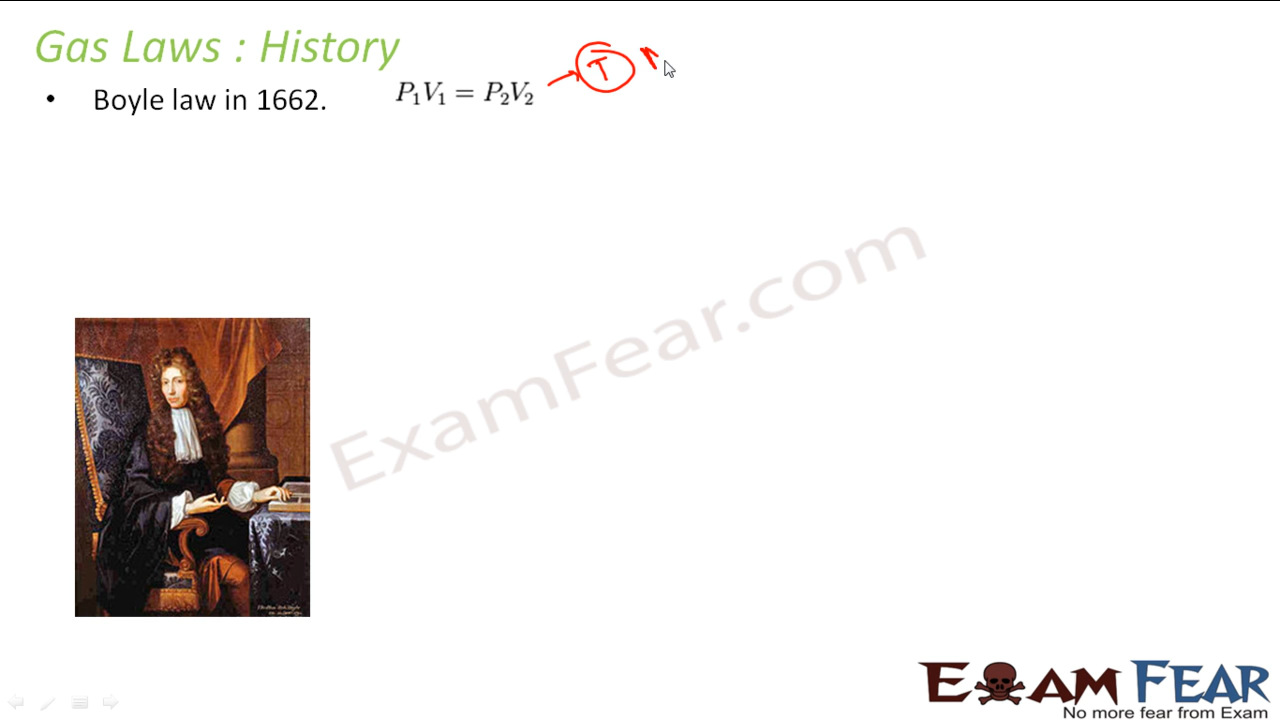 Gas Laws : History
• Boyle law in 1662. P₁V₁ = P₂V₂ → T
ExamFear.com
EXAM FEAR
No more fear from Exam